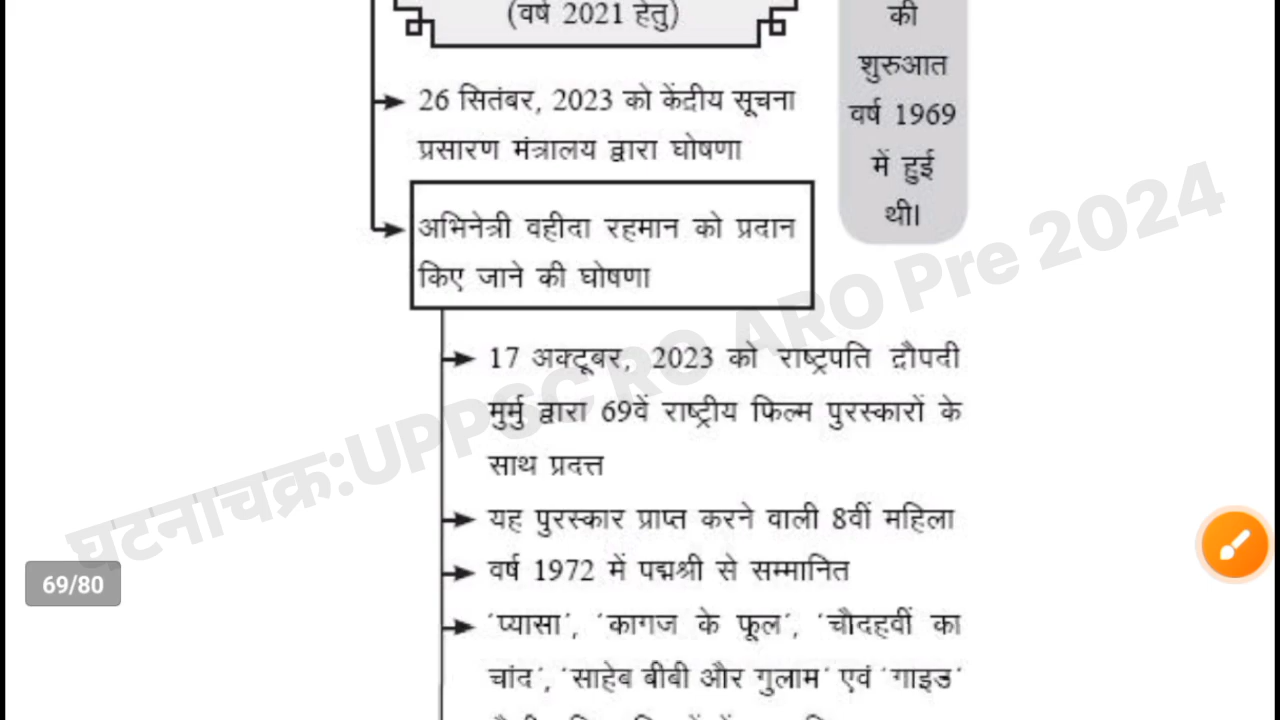 (वर्ष 2021 हेतु)
26 सितंबर, 2023 को केंद्रीय सूचना
प्रसारण मंत्रालय द्वारा घोषणा
अभिनेत्री वहीदा रहमान को प्रदान
किए जाने की घोषणा
की
शुरुआत
वर्ष 1969
में हुई
थी।
17 अक्टूबर, 2023 को राष्ट्रपति द्रौपदी
मुर्मु द्वारा 69वें राष्ट्रीय फिल्म पुरस्कारों के
साथ प्रदत्त
यह पुरस्कार प्राप्त करने वाली 8वीं महिला
वर्ष 1972 में पद्मश्री से सम्मानित
'प्यासा', 'कागज के फूल', 'चौदहवीं का
चांद', 'साहेब बीबी और गुलाम' एवं 'गाइड'
घटनाचक्र:UPPSC RO ARO Pre 2024
69/80